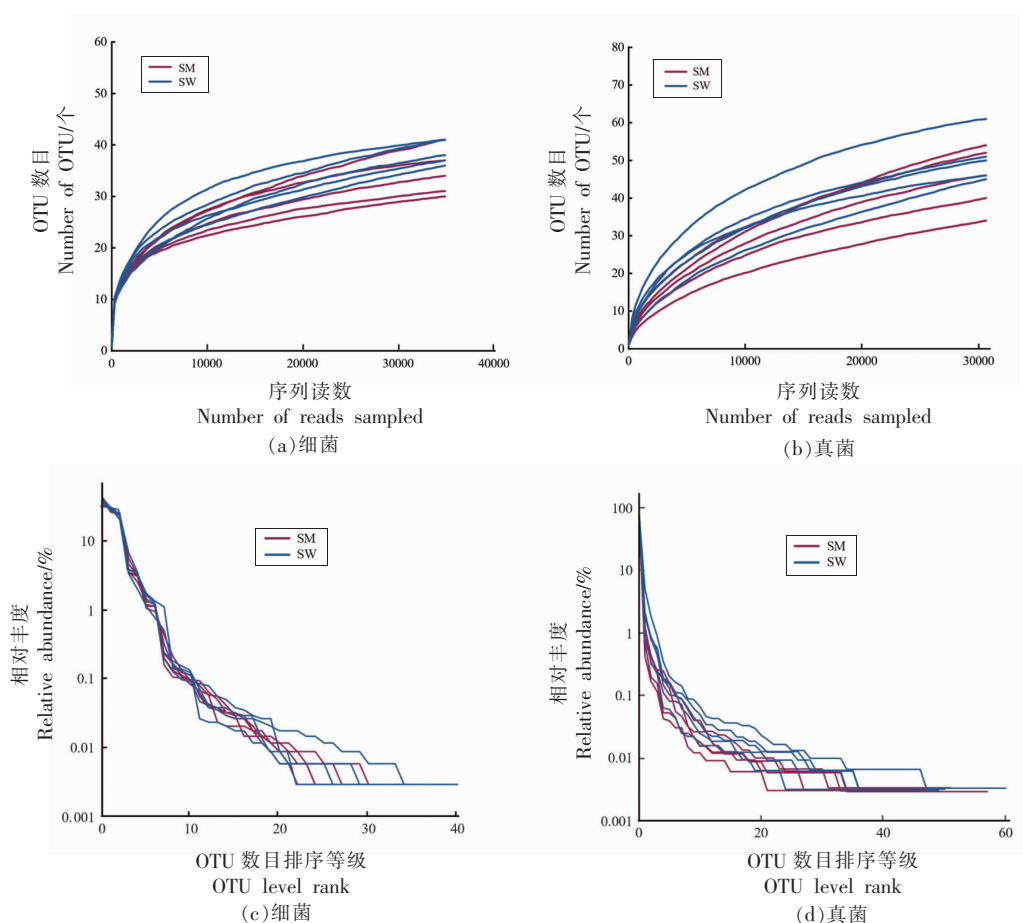 60
50
40
30
20
10
0
SM
SW
OTU 数目
Number of OTU/个
0
10000
20000
30000
40000
序列读数
Number of reads sampled
(a)细菌
80
70
60
50
40
30
20
10
0
SM
SW
OTU 数目
Number of OTU/个
0
10000
20000
30000
序列读数
Number of reads sampled
(b)真菌
10
1
0.1
0.01
0.001
SM
SW
相对丰度
Relative abundance/%
0
10
20
30
40
OTU 数目排序等级
OTU level rank
(c)细菌
100
10
1
0.1
0.01
0.001
SM
SW
相对丰度
Relative abundance/%
0
20
40
60
OTU 数目排序等级
OTU level rank
(d)真菌